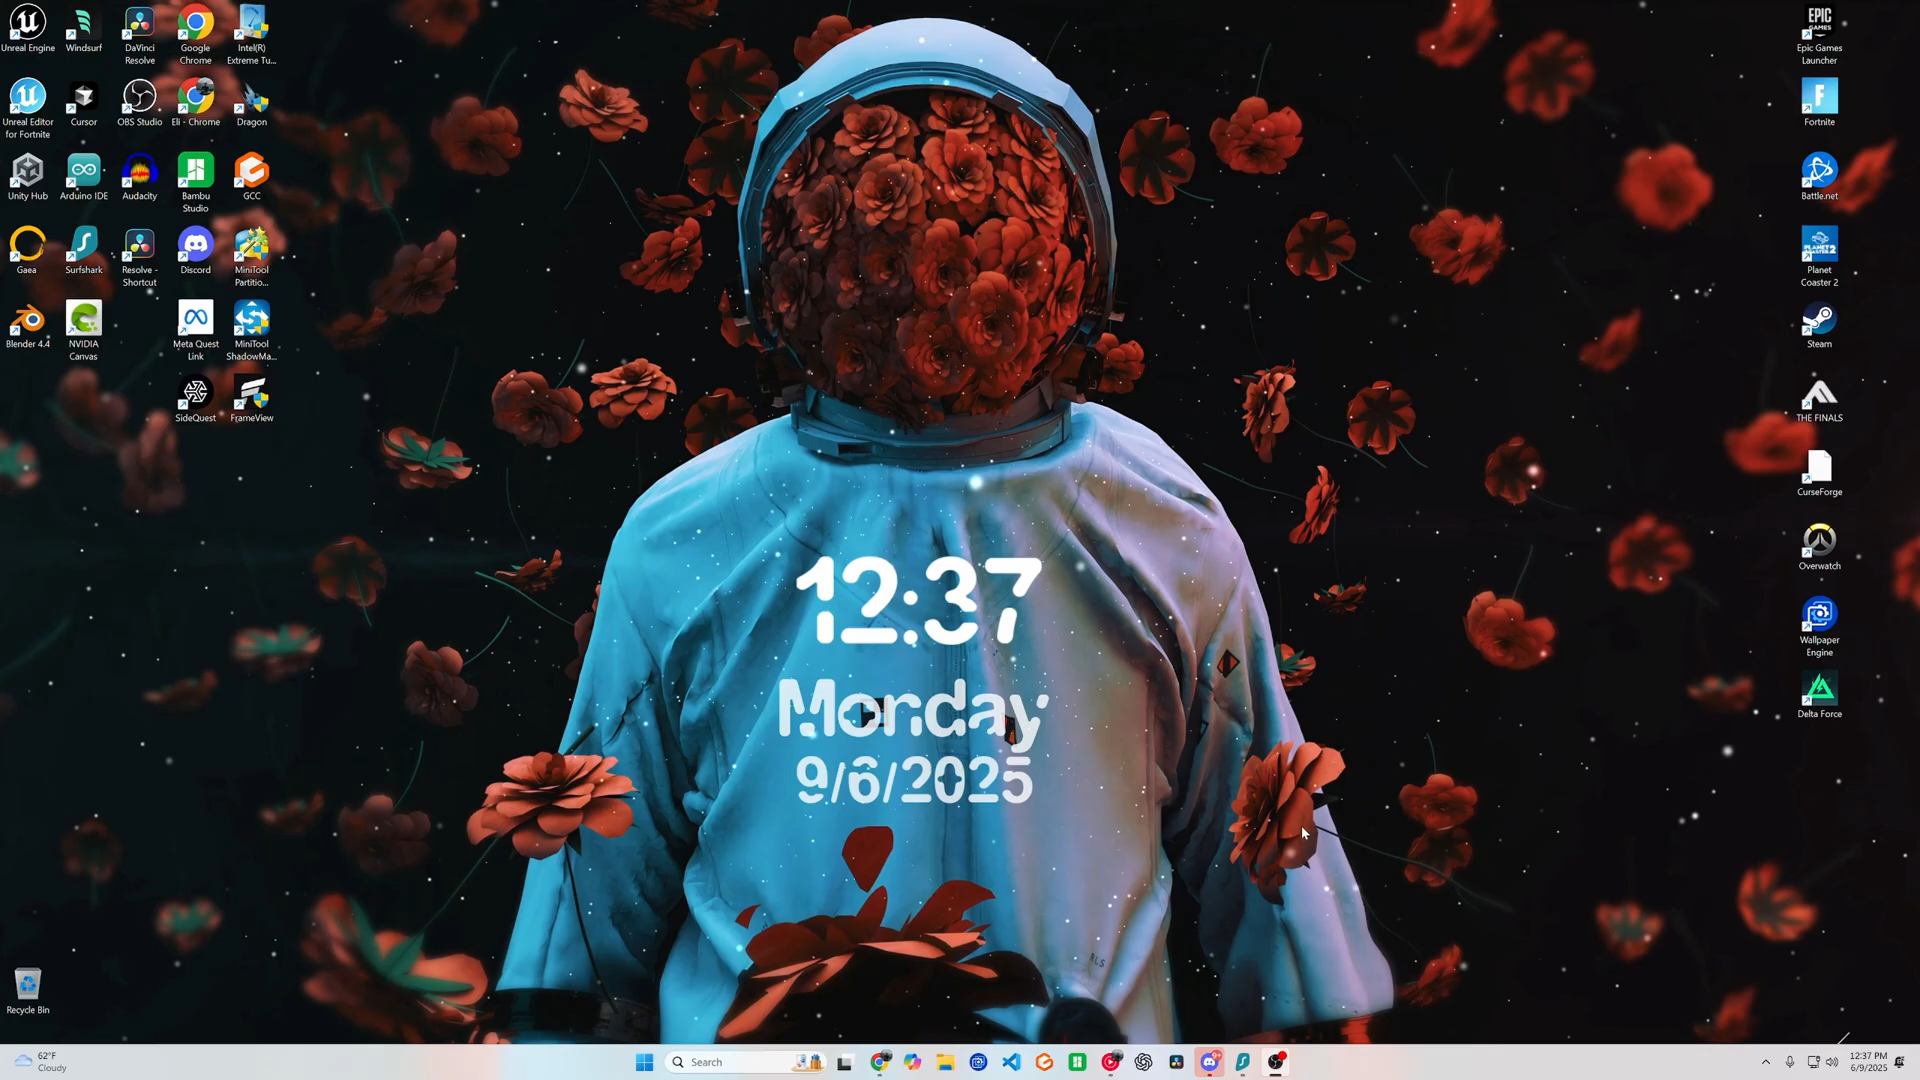 Unreal Engine
Windsurf
DaVinci
Resolve
Google
Chrome
Intel(R)
Extreme Tu...
Unreal Editor
for Fortnite
Cursor
OBS Studio
Eli - Chrome
Dragon
Unity Hub
Arduino IDE
Audacity
Bambu
Studio
GCC
Gaea
Surfshark
Resolve -
Shortcut
Discord
MiniTool
Partitio...
Blender 4.4
NVIDIA
Canvas
Meta Quest
Link
MiniTool
ShadowMa...
SideQuest
FrameView
Recycle Bin
12:37
Monday
9/6/2025
EPIC
GAMES
Epic Games
Launcher
Fortnite
Battle.net
PLANET
COASTER 2
Planet
Coaster 2
Steam
THE FINALS
CurseForge
Overwatch
Wallpaper
Engine
Delta Force
62°F
Cloudy
Search
9+
12:37 PM
6/9/2025